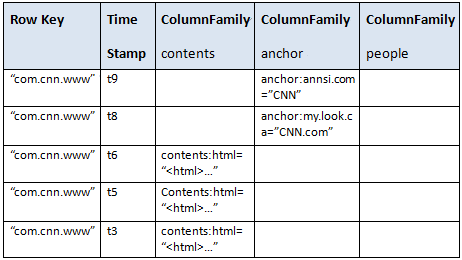 Row Key Time Stamp ColumnFamily contents ColumnFamily anchor ColumnFamily people
“com.cnn.www” t9 anchor:annsi.com
=”CNN”
“com.cnn.www” t8 anchor:my.look.c
a=”CNN.com”
“com.cnn.www” t6 contents:html=
“<html>…”
“com.cnn.www” t5 Contents:html=
“<html>…”
“com.cnn.www” t3 contents:html=
“<html>…”